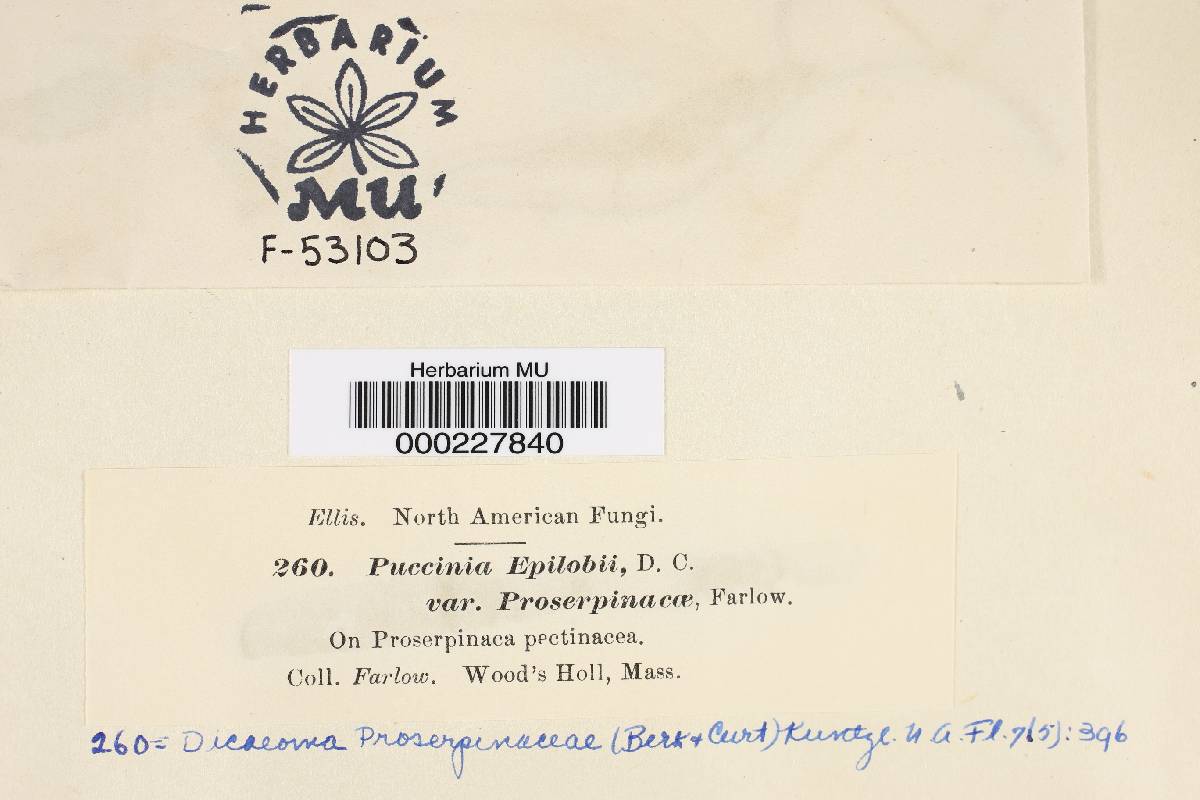 HERBARIUM
MU
F-53103
Herbarium MU
000227840
Ellis. North American Fungi.
260. Puccinia Epilobii, D. C.
var. Proserpinacæ, Farlow.
On Proserpinaca pectinacea.
Coll. Farlow. Wood's Holl, Mass.
260= Dicaeoma Proserpinaceae (Berk + Curt) Kuntze. N. A. Fl. 7(5): 396